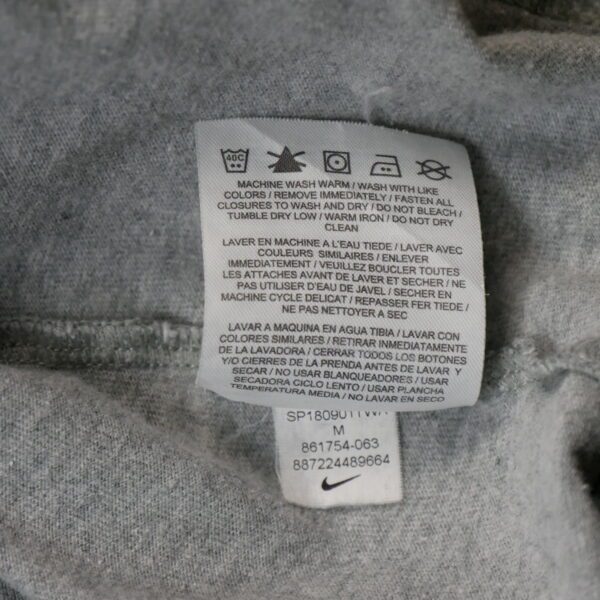 40C
MACHINE WASH WARM / WASH WITH LIKE
COLORS / REMOVE IMMEDIATELY / FASTEN ALL
CLOSURES TO WASH AND DRY / DO NOT BLEACH /
TUMBLE DRY LOW / WARM IRON / DO NOT DRY
CLEAN
LAVER EN MACHINE A L'EAU TIEDE / LAVER AVEC
COULEURS SIMILAIRES / ENLEVER
IMMEDIATEMENT / VEUILLEZ BOUCLER TOUTES
LES ATTACHES AVANT DE LAVER ET SECHER / NE
PAS UTILISER D'EAU DE JAVEL / SECHER EN
MACHINE CYCLE DELICAT / REPASSER FER TIEDE /
NE PAS NETTOYER A SEC
LAVAR A MAQUINA EN AGUA TIBIA / LAVAR CON
COLORES SIMILARES / RETIRAR INMEDIATAMENTE
DE LA LAVADORA / CERRAR TODOS LOS BOTONES
Y/O CIERRES DE LA PRENDA ANTES DE LAVAR Y
SECAR / NO USAR BLANQUEADORES / USAR
SECADORA CICLO LENTO / USAR PLANCHA
TEMPERATURA MEDIA / NO LAVAR EN SECO
M
861754-063
887224489664